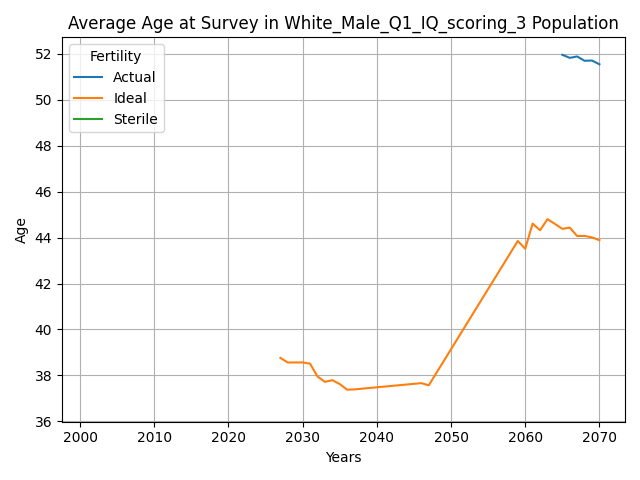 Average Age at Survey in White_Male_Q1_IQ_scoring_3 Population
Fertility
Actual
Ideal
Sterile
Age
52
50
48
46
44
42
40
38
36
2000 2010 2020 2030 2040 2050 2060 2070
Years